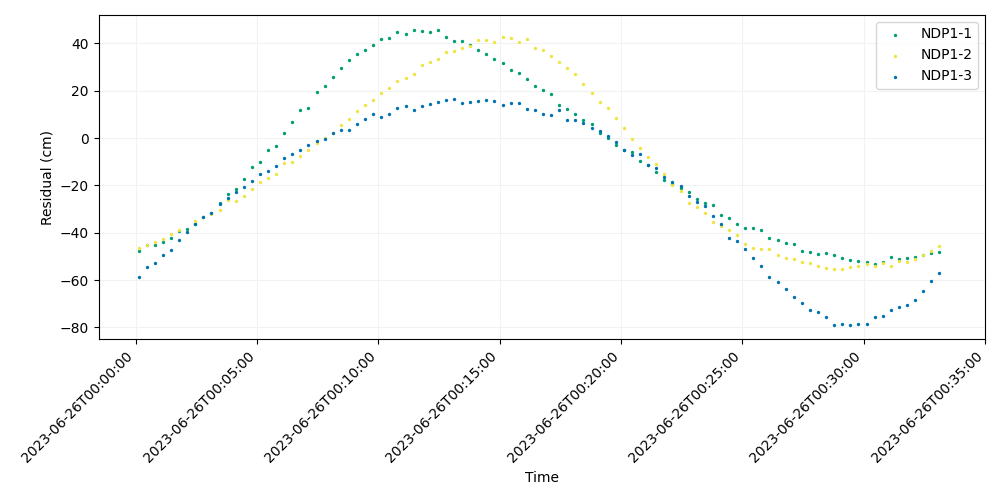 NDP1-1
NDP1-2
NDP1-3
Residual (cm)
40
20
0
−20
−40
−60
−80
2023-06-26T00:00:00
2023-06-26T00:05:00
2023-06-26T00:10:00
2023-06-26T00:15:00
2023-06-26T00:20:00
2023-06-26T00:25:00
2023-06-26T00:30:00
2023-06-26T00:35:00
Time